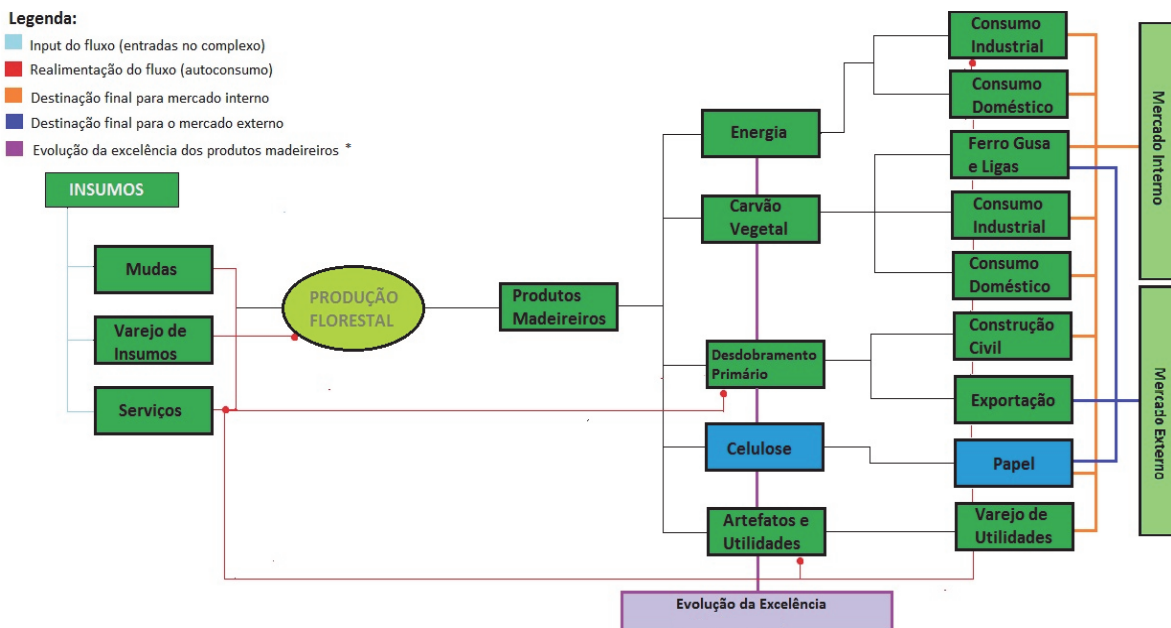 Legenda:
Input do fluxo (entradas no complexo)
Realimentação do fluxo (autoconsumo)
Destinação final para mercado interno
Destinação final para o mercado externo
Evolução da excelência dos produtos madeireiros *
INSUMOS
Mudas
Varejo de
Insumos
Serviços
PRODUÇÃO
FLORESTAL
Produtos
Madeireiros
Energia
Carvão
Vegetal
Desdobramento
Primário
Celulose
Artefatos e
Utilidades
Consumo
Industrial
Consumo
Doméstico
Ferro Gusa
e Ligas
Consumo
Industrial
Consumo
Doméstico
Construção
Civil
Exportação
Papel
Varejo de
Utilidades
Mercado Interno
Mercado Externo
Evolução da Excelência